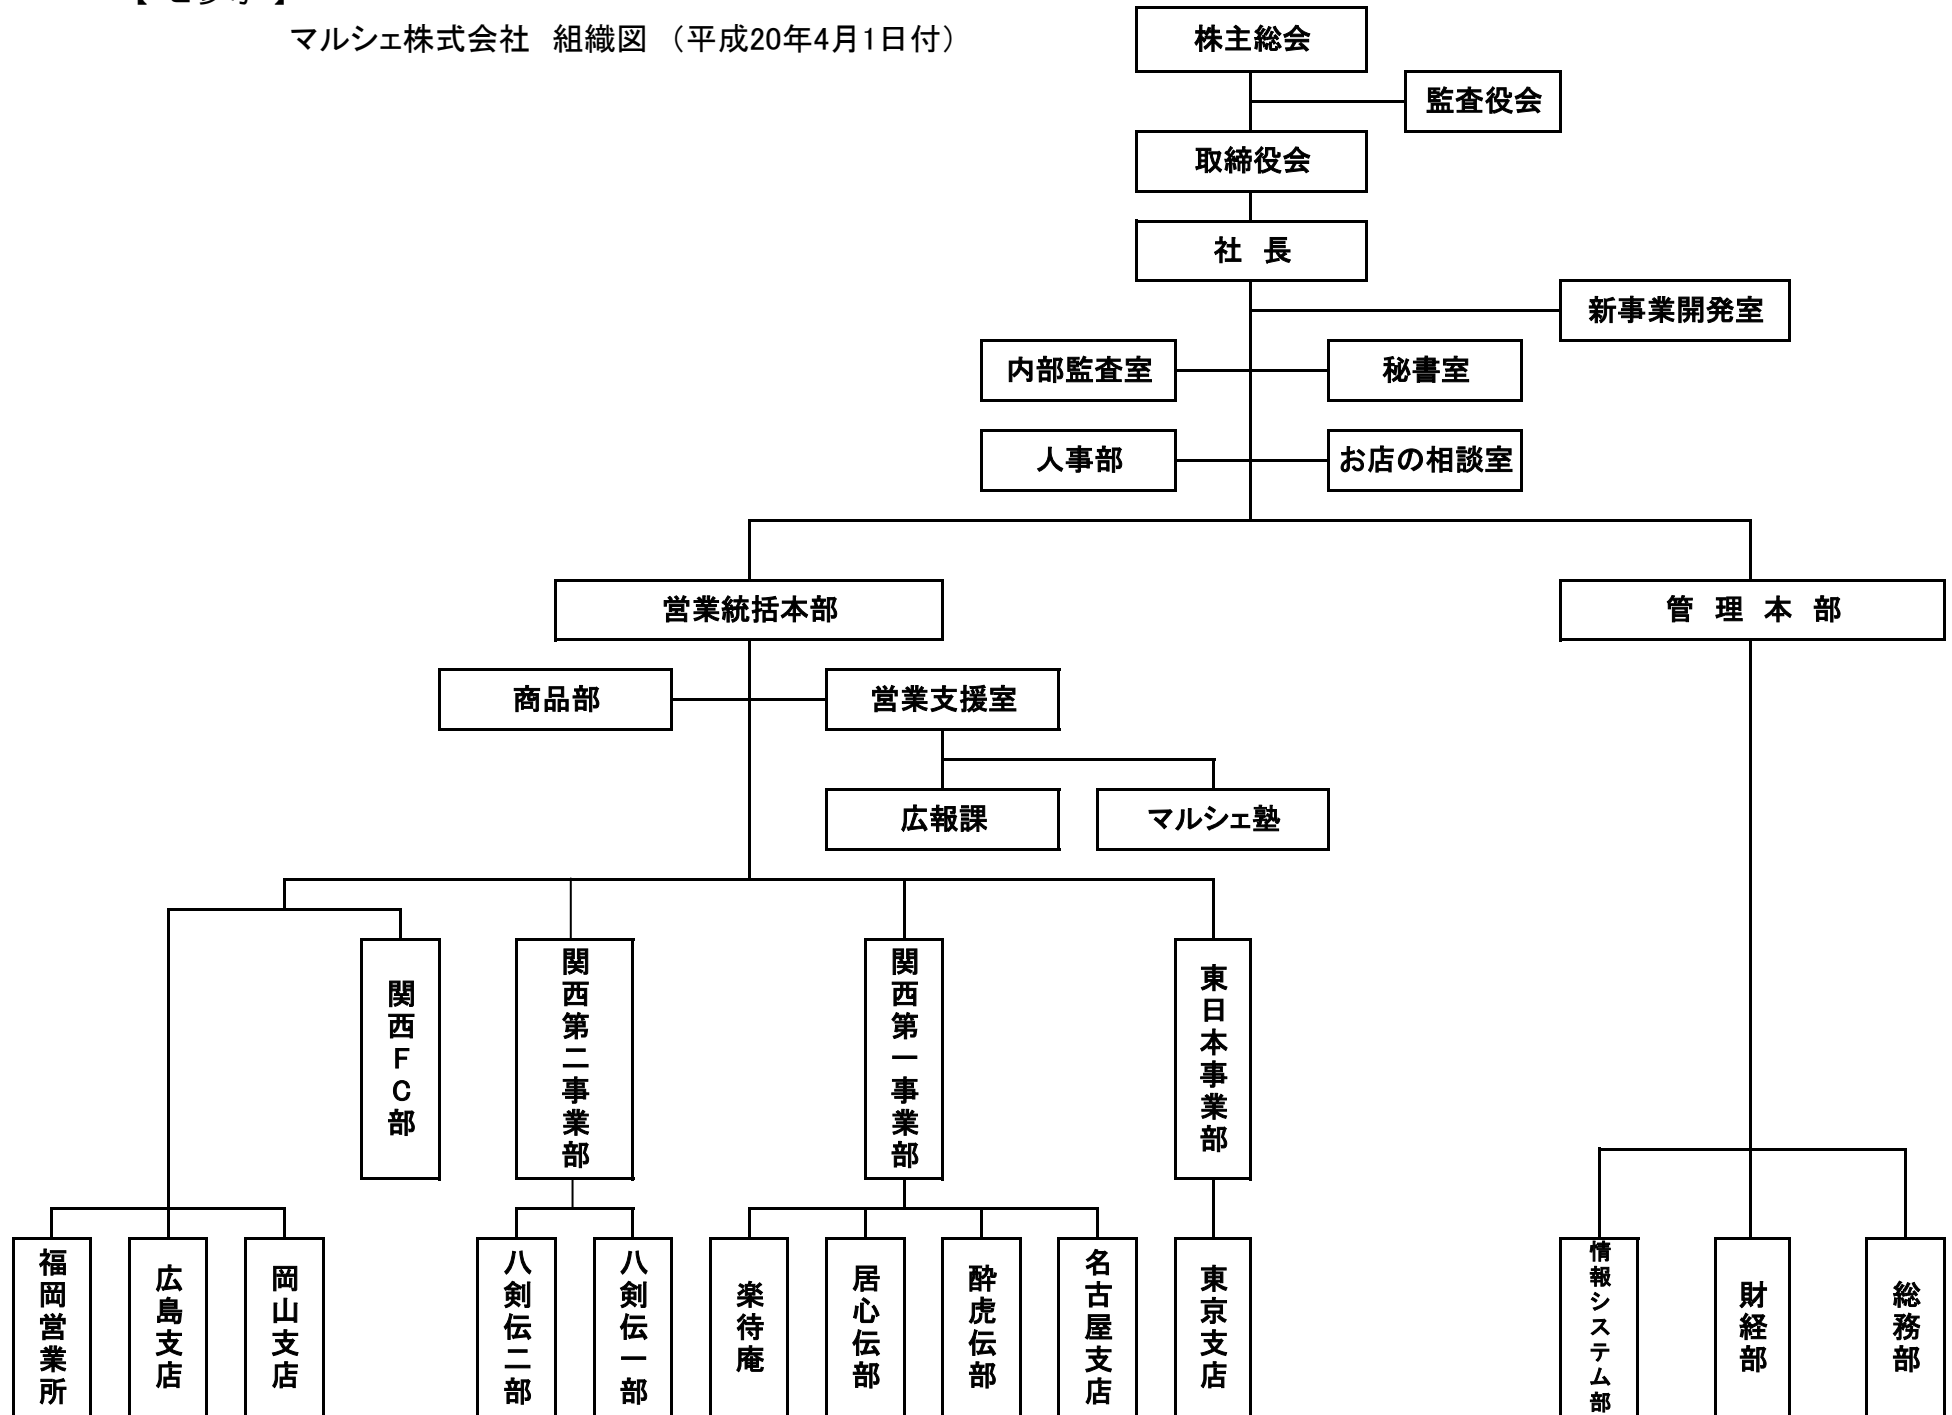 【 ご参考 】
マルシェ株式会社 組織図 （平成20年4月1日付）
株主総会
監査役会
取締役会
社 長
新事業開発室
内部監査室
秘書室
人事部
お店の相談室
営業統括本部
管 理 本 部
商品部
営業支援室
広報課
マルシェ塾
関西FC部
関西第二事業部
関西第一事業部
東日本事業部
福岡営業所
広島支店
岡山支店
八剣伝二部
八剣伝一部
楽待庵
居心伝部
酔虎伝部
名古屋支店
東京支店
情報システム部
財経部
総務部